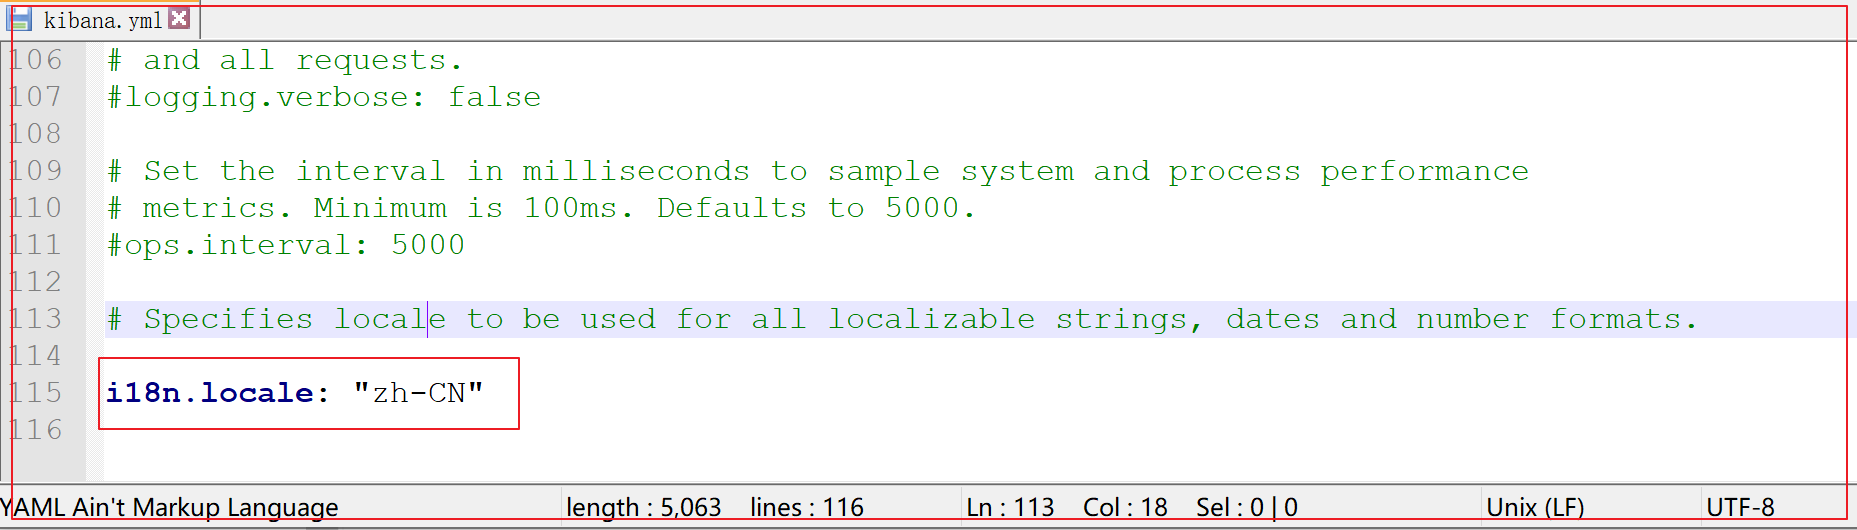 kibana.yml
106 # and all requests.
107 #logging.verbose: false
108
109 # Set the interval in milliseconds to sample system and process performance
110 # metrics. Minimum is 100ms. Defaults to 5000.
111 #ops.interval: 5000
112
113 # Specifies locale to be used for all localizable strings, dates and number formats.
114
115 i18n.locale: "zh-CN"
116
YAML Ain't Markup Language length : 5,063 lines : 116 Ln : 113 Col : 18 Sel : 0 | 0 Unix (LF) UTF-8